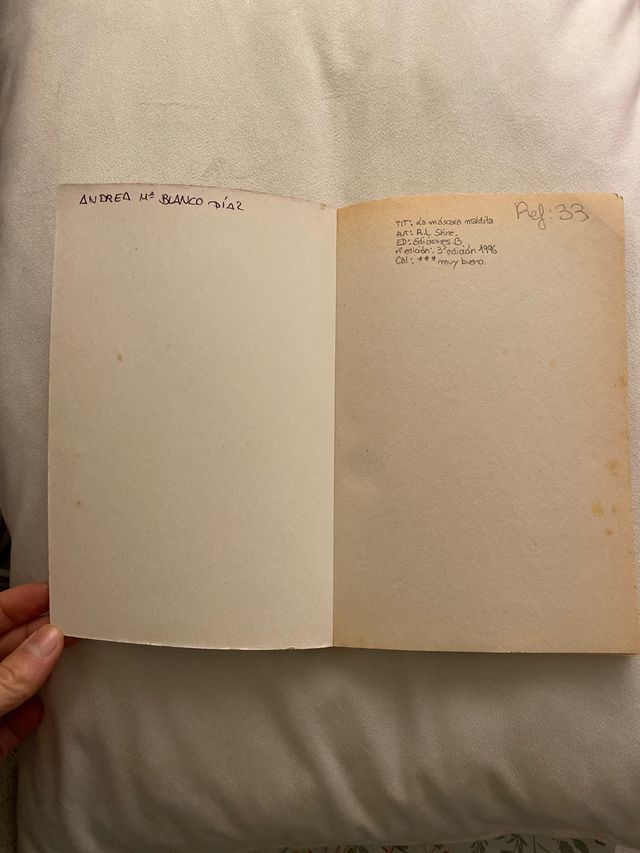 ANDREA Mª BLANCO DÍAZ
Ref: 33
TIT: La máscara maldita
AUT: R.L. Stine.
ED: Ediciones B
nº edición: 3ª edición 1996
Cal: *** muy bueno.